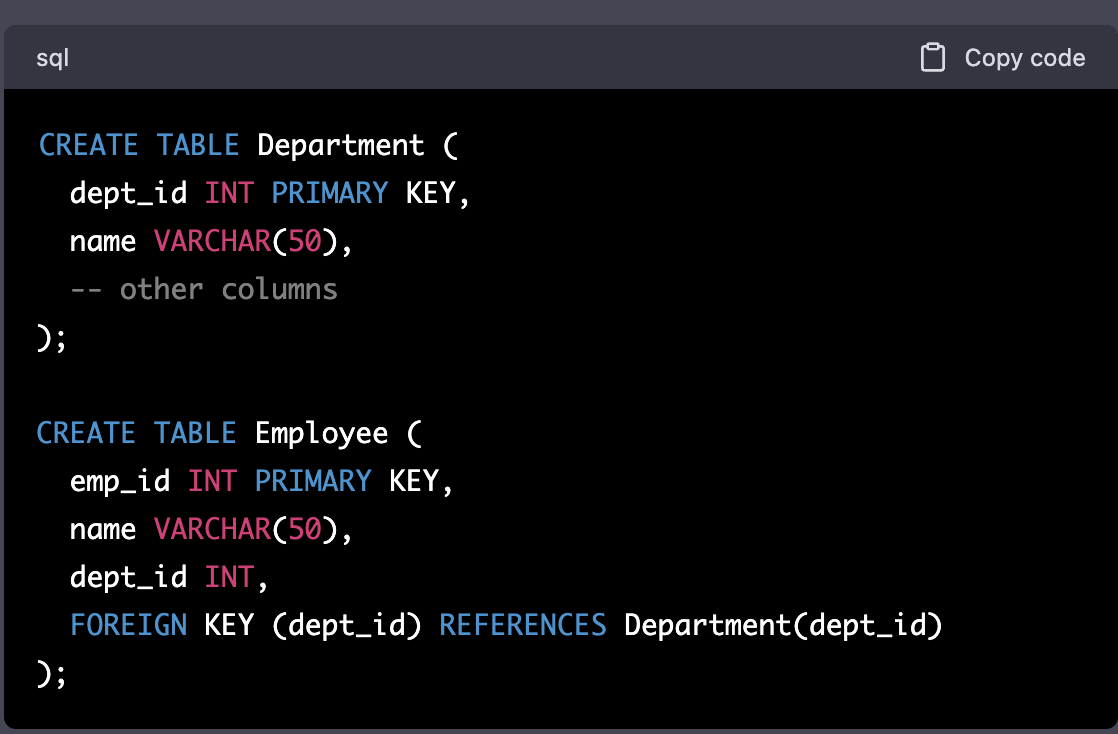 sql
Copy code
CREATE TABLE Department (
dept_id INT PRIMARY KEY,
name VARCHAR(50),
-- other columns
);
CREATE TABLE Employee (
emp_id INT PRIMARY KEY,
name VARCHAR(50),
dept_id INT,
FOREIGN KEY (dept_id) REFERENCES Department(dept_id)
);